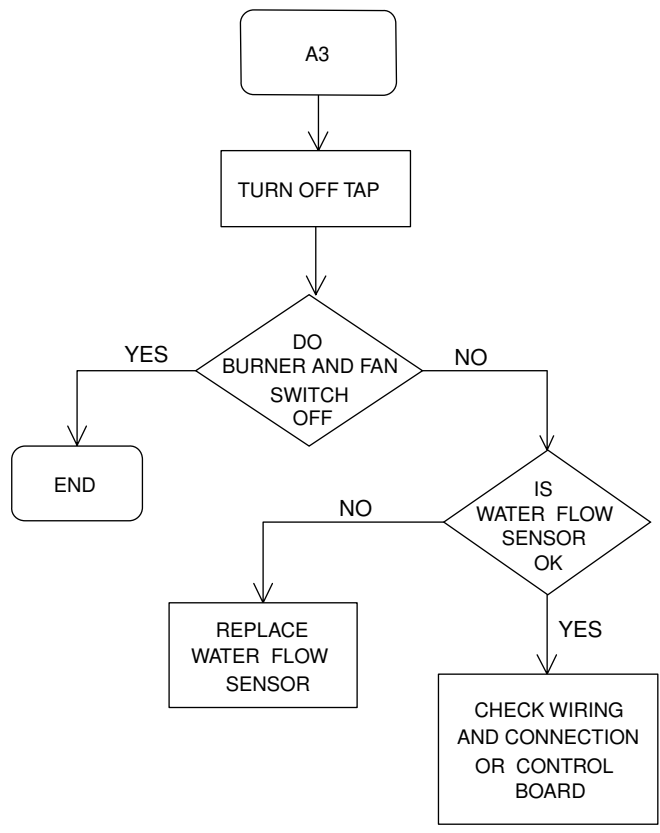 A3
TURN OFF TAP
DO
BURNER AND FAN
SWITCH
OFF
YES
NO
END
IS
WATER FLOW
SENSOR
OK
NO
YES
REPLACE
WATER FLOW
SENSOR
CHECK WIRING
AND CONNECTION
OR CONTROL
BOARD